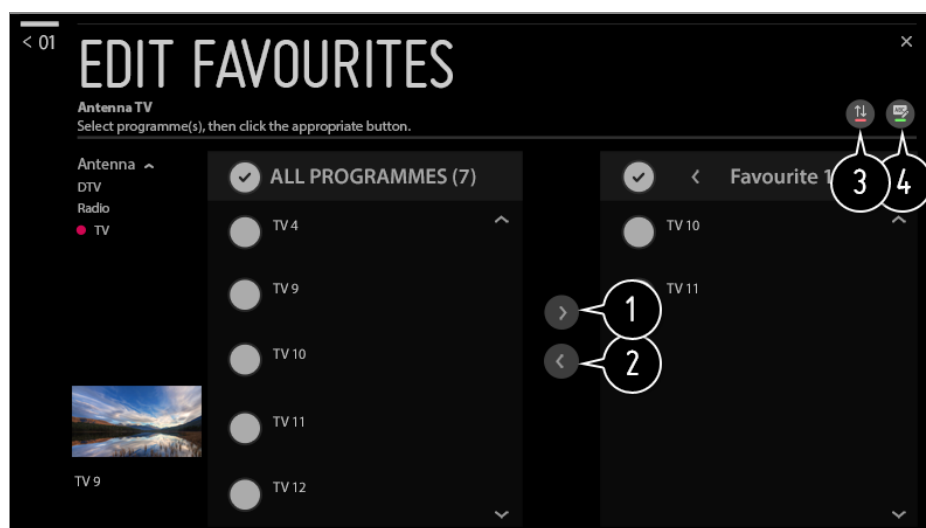 < 01
EDIT FAVOURITES
×
Antenna TV
Select programme(s), then click the appropriate button.
3
4
Antenna
DTV
Radio
TV
ALL PROGRAMMES (7)
TV 4
TV 9
TV 10
TV 11
TV 12
1
2
Favourite 1
TV 10
TV 11
TV 9